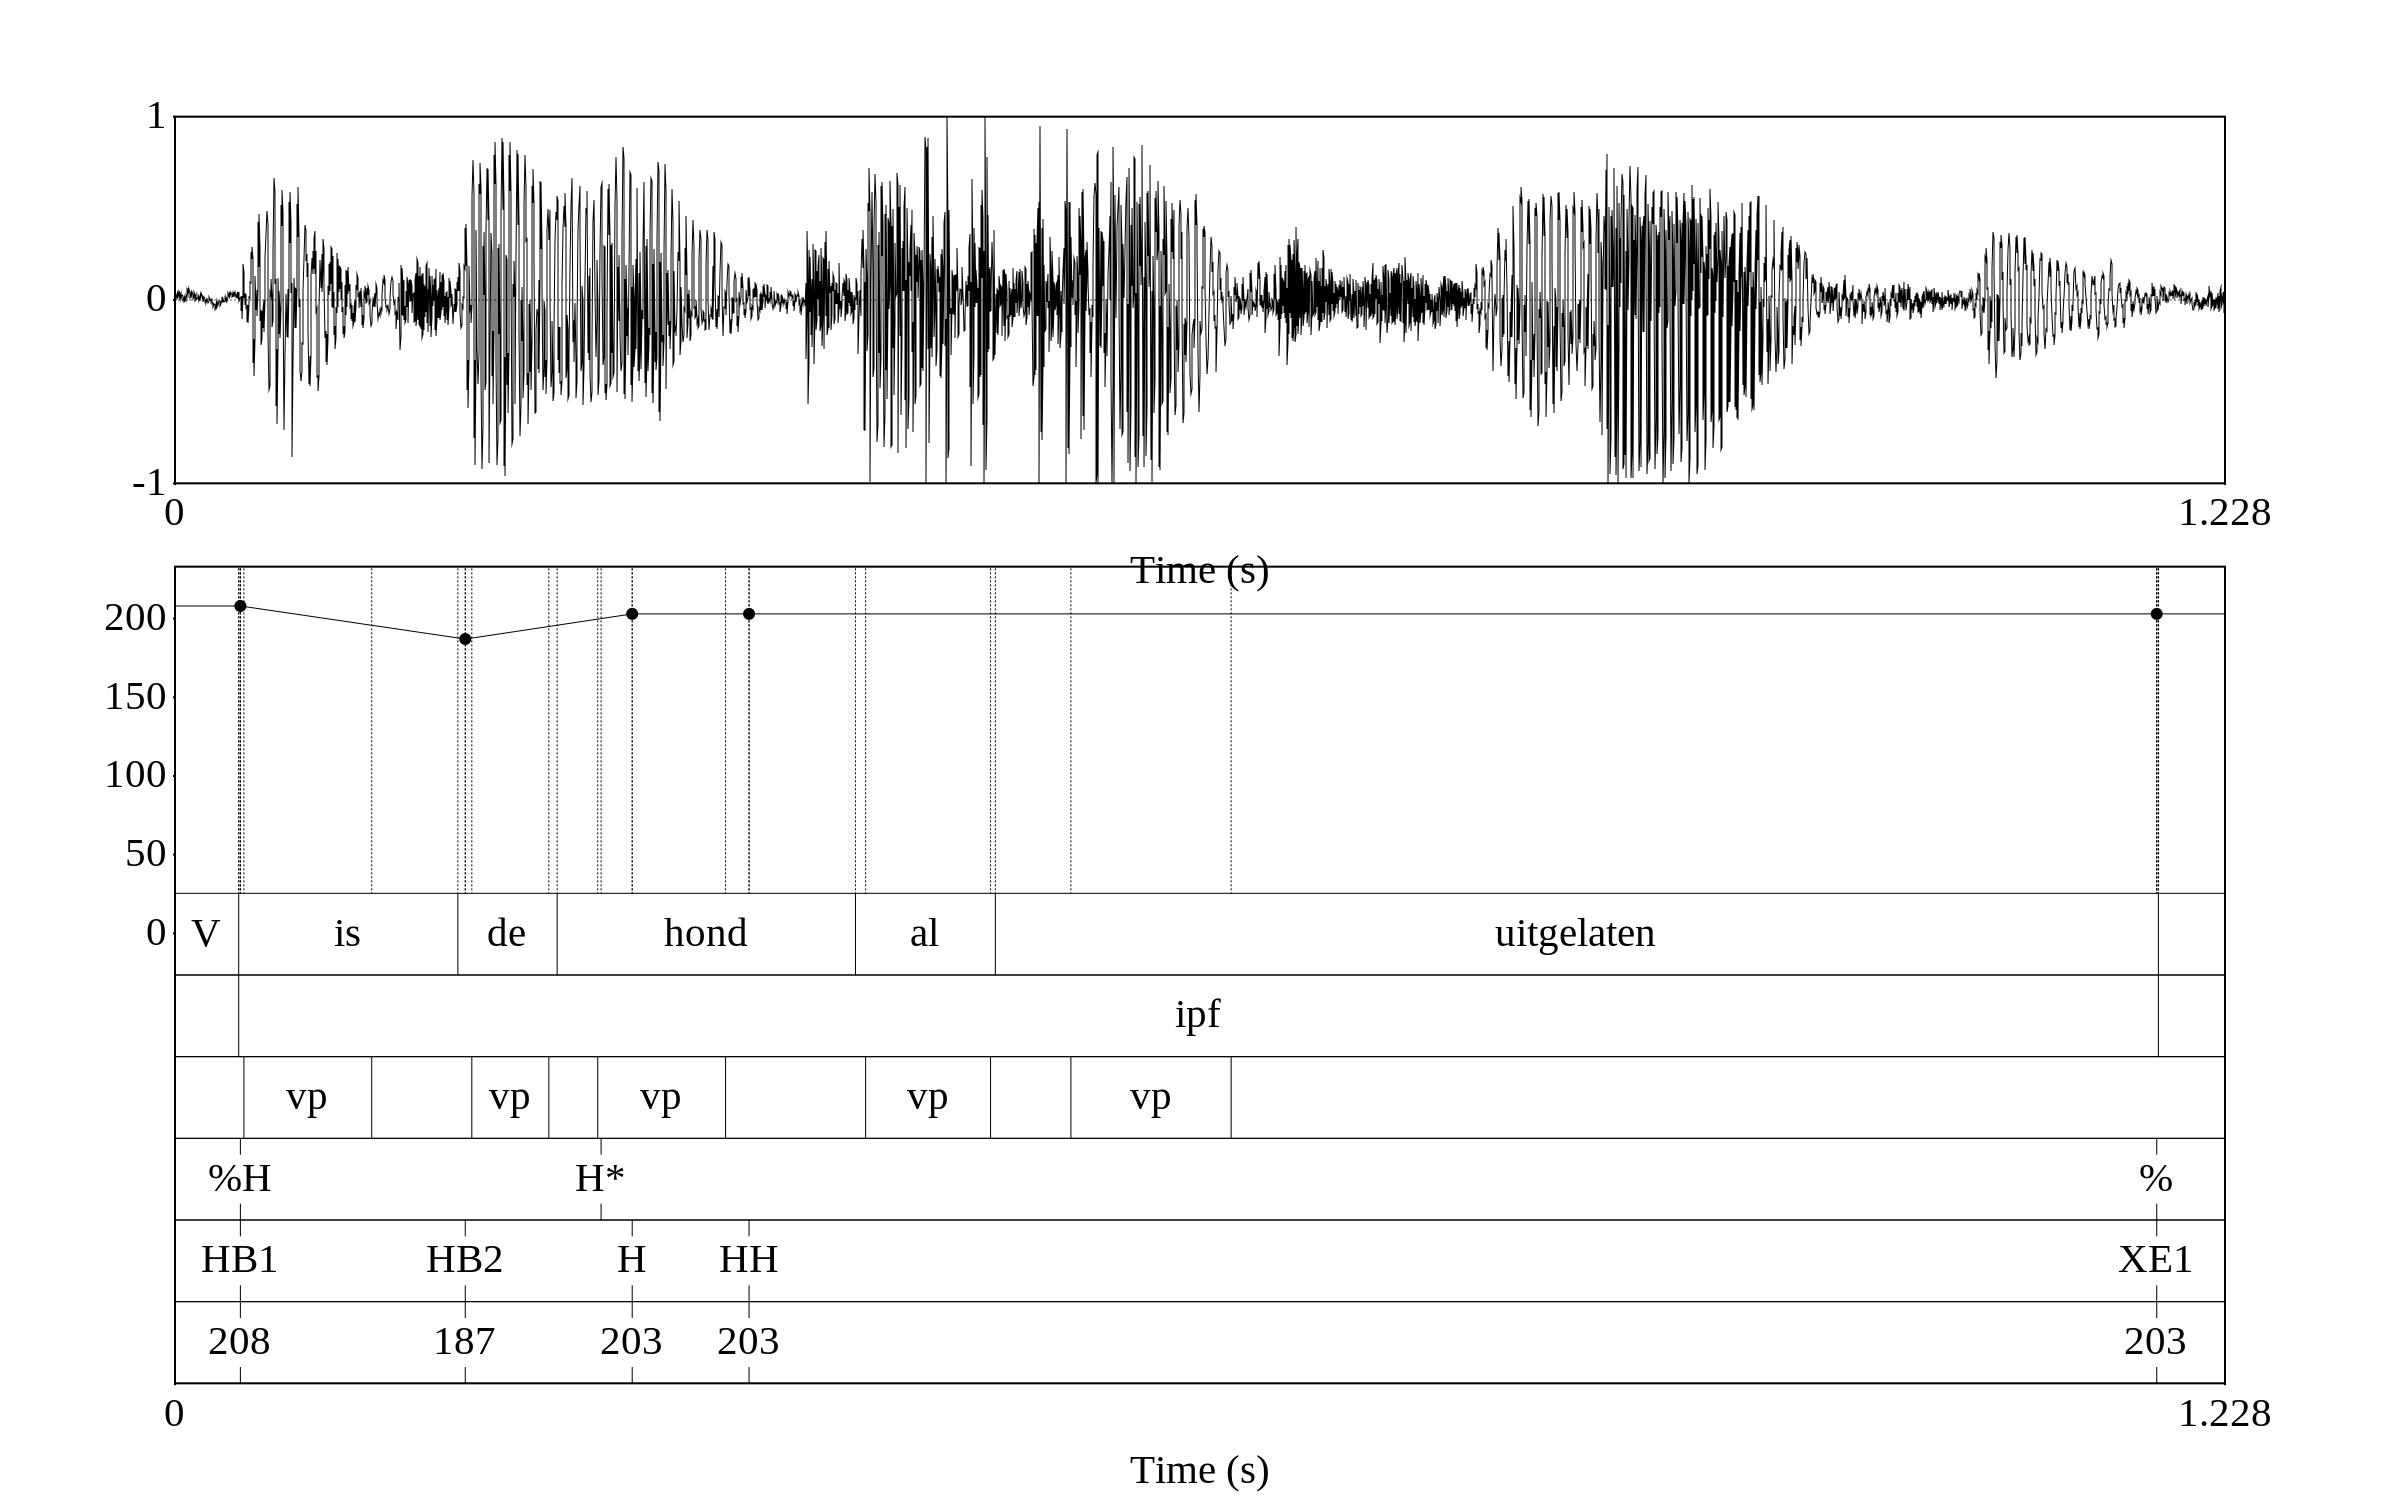 1
0
-1
0 1.228
Time (s)
200
150
100
50
0
V is de hond al uitgelaten
ipf
vp vp vp vp vp
%H H* %
HB1 HB2 H HH XE1
208 187 203 203 203
0 1.228
Time (s)